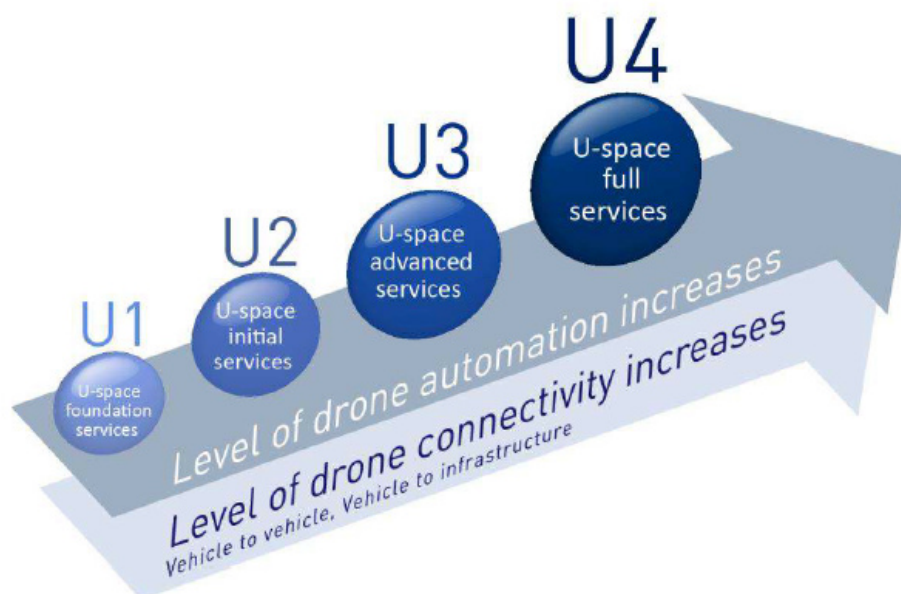 U1
U-space
foundation
services
U2
U-space
initial
services
U3
U-space
advanced
services
U4
U-space
full
services
Level of drone automation increases
Level of drone connectivity increases
Vehicle to vehicle, Vehicle to infrastructure